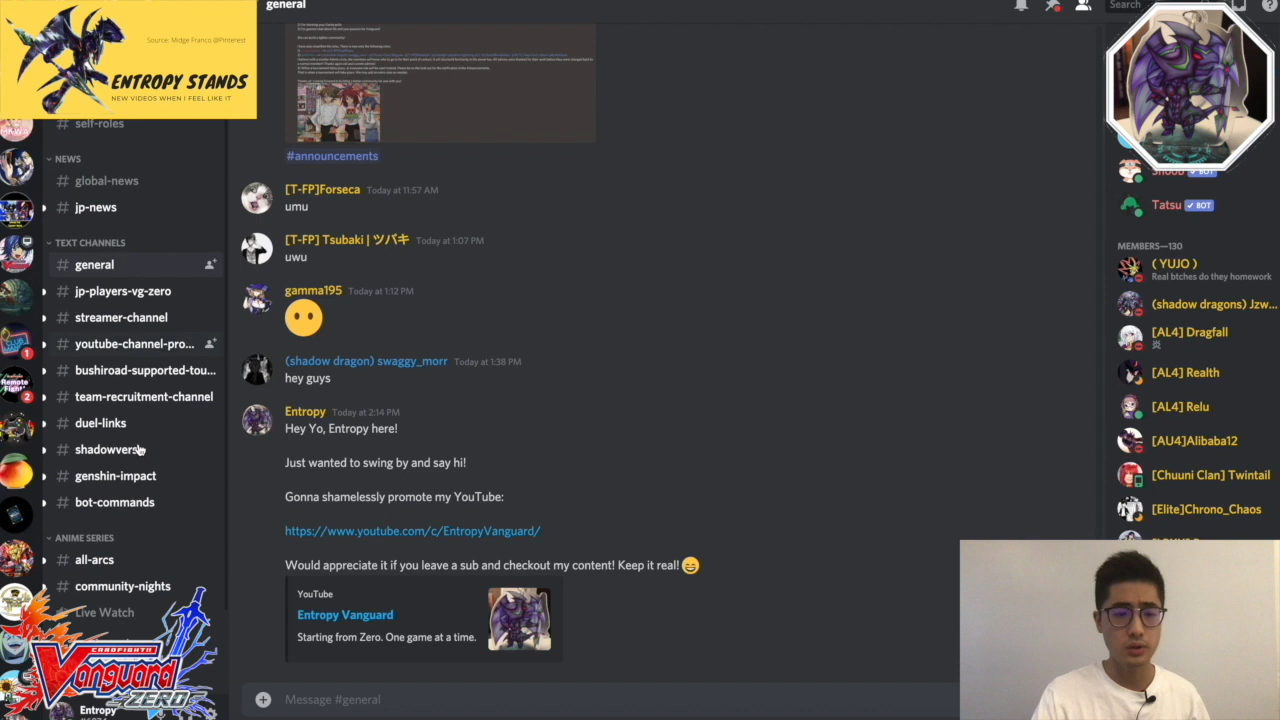 general
Search
Source: Midge Franco @Pinterest
ENTROPY STANDS
NEW VIDEOS WHEN I FEEL LIKE IT
MKWA
# self-roles
NEWS
# global-news
# jp-news
TEXT CHANNELS
# general
# jp-players-vg-zero
# streamer-channel
# youtube-channel-pro...
# bushiroad-supported-tou...
# team-recruitment-channel
# duel-links
# shadowverse
# genshin-impact
# bot-commands
ANIME SERIES
# all-arcs
# community-nights
Live Watch
CARDFIGHT!!
Vanguard
ZERO
Entropy
1
Remote
Fight
2
#announcements
[T-FP]Forseca Today at 11:57 AM
umu
[T-FP] Tsubaki | ツバキ Today at 1:07 PM
uwu
gamma195 Today at 1:12 PM
(shadow dragon) swaggy_morr Today at 1:38 PM
hey guys
Entropy Today at 2:14 PM
Hey Yo, Entropy here!
Just wanted to swing by and say hi!
Gonna shamelessly promote my YouTube:
https://www.youtube.com/c/EntropyVanguard/
Would appreciate it if you leave a sub and checkout my content! Keep it real!
YouTube
Entropy Vanguard
Starting from Zero. One game at a time.
Message #general
BOT
Tatsu BOT
MEMBERS—130
( YUJO )
Real btches do they homework
(shadow dragons) Jzw...
[AL4] Dragfall
炎
[AL4] Realth
[AL4] Relu
[AU4]Alibaba12
[Chuuni Clan] Twintail
[Elite]Chrono_Chaos